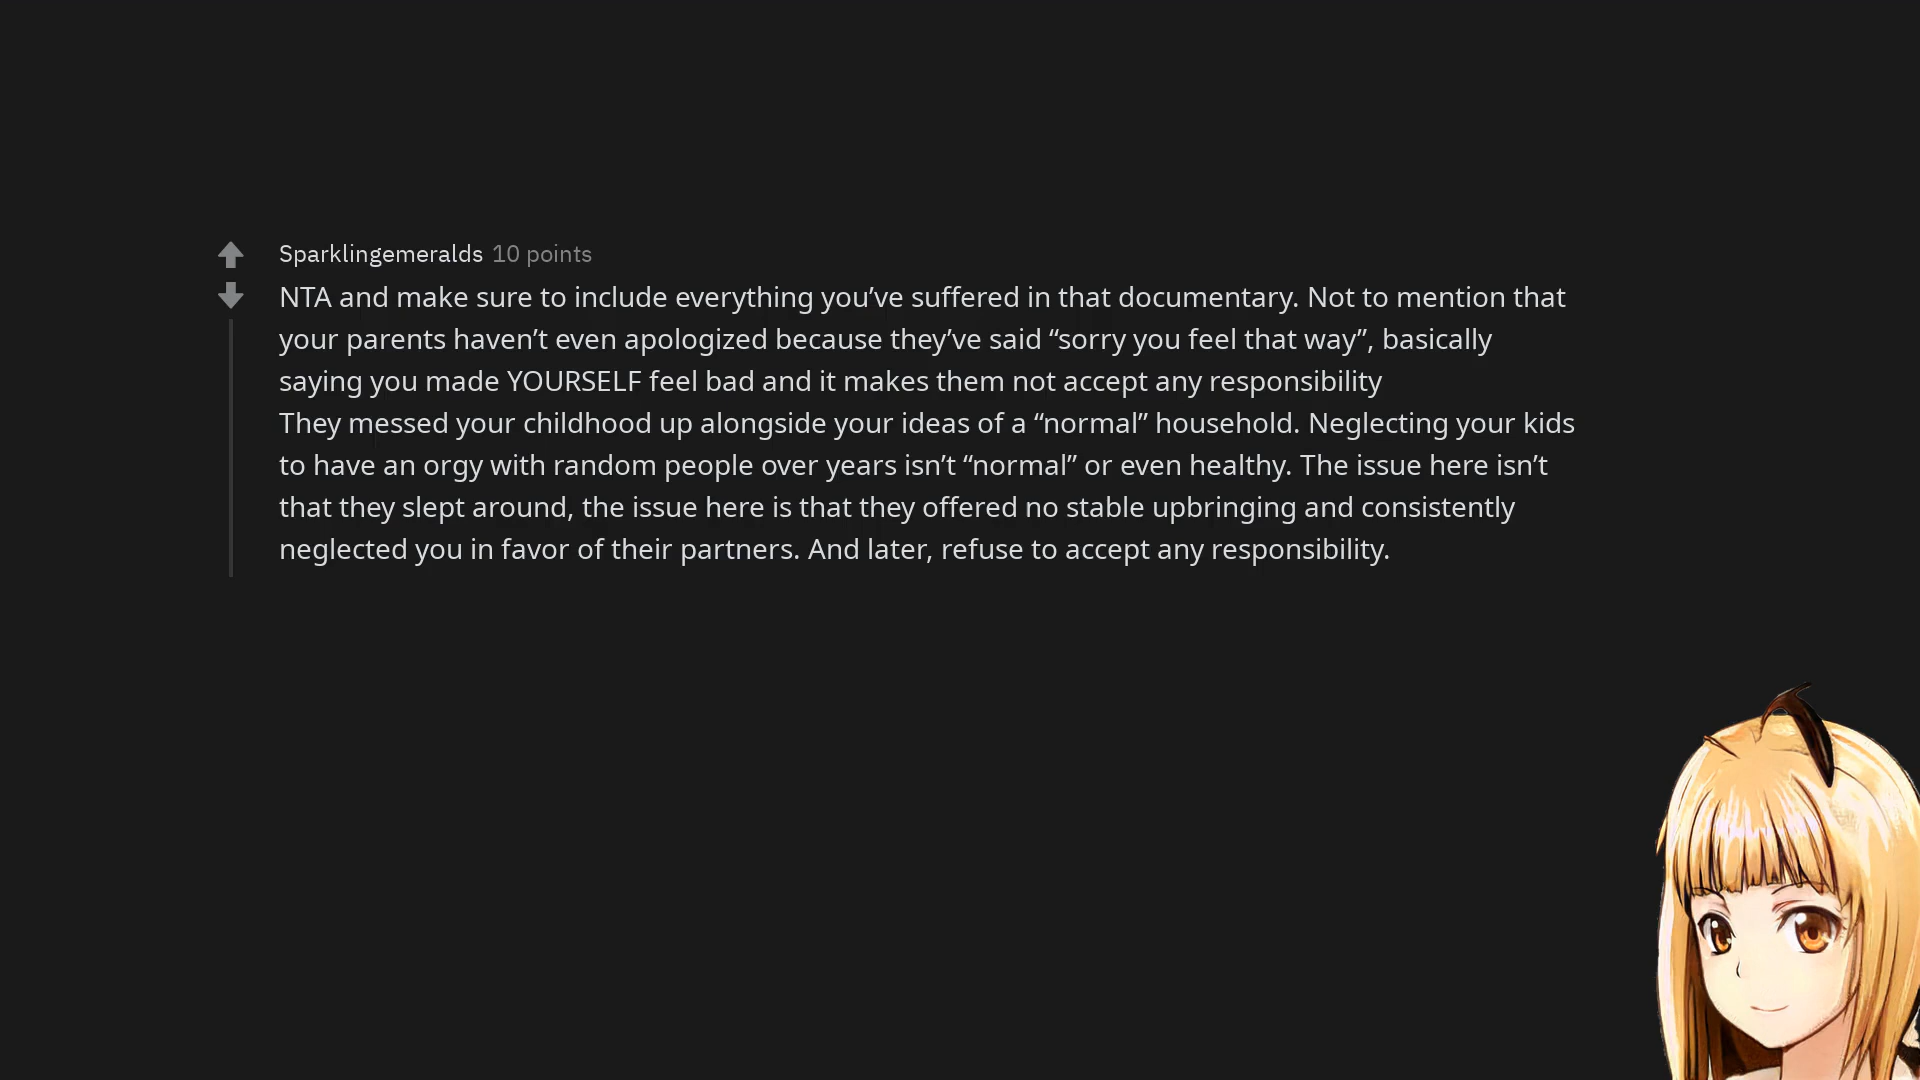 Sparklingemeralds 10 points
NTA and make sure to include everything you’ve suffered in that documentary. Not to mention that
your parents haven’t even apologized because they’ve said “sorry you feel that way”, basically
saying you made YOURSELF feel bad and it makes them not accept any responsibility
They messed your childhood up alongside your ideas of a “normal” household. Neglecting your kids
to have an orgy with random people over years isn’t “normal” or even healthy. The issue here isn’t
that they slept around, the issue here is that they offered no stable upbringing and consistently
neglected you in favor of their partners. And later, refuse to accept any responsibility.